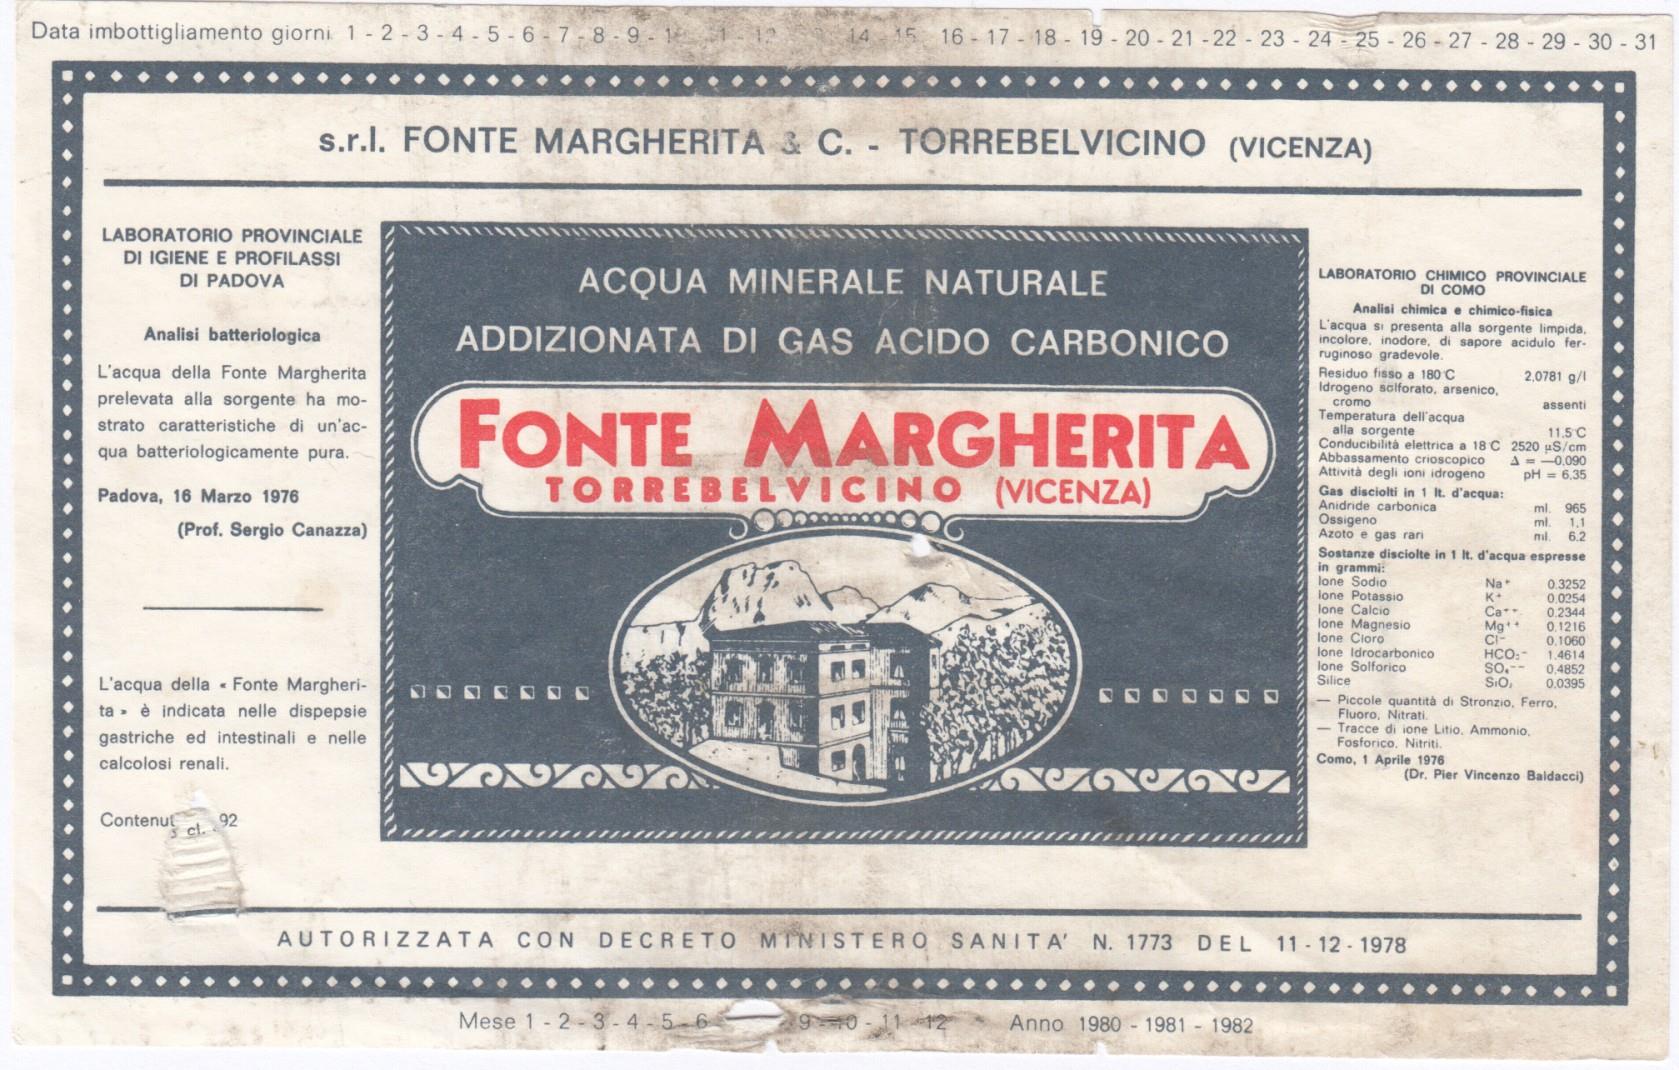 Data imbottigliamento giorni 1 - 2 - 3 - 4 - 5 - 6 - 7 - 8 - 9 - 14 - 15 16 - 17 - 18 - 19 - 20 - 21 - 22 - 23 - 24 - 25 - 26 - 27 - 28 - 29 - 30 - 31
s.r.l. FONTE MARGHERITA & C. - TORREBELVICINO (VICENZA)
LABORATORIO PROVINCIALE
DI IGIENE E PROFILASSI
DI PADOVA
Analisi batteriologica
L'acqua della Fonte Margherita
prelevata alla sorgente ha mo-
strato caratteristiche di un'ac-
qua batteriologicamente pura.
Padova, 16 Marzo 1976
(Prof. Sergio Canazza)
L'acqua della « Fonte Margheri-
ta » è indicata nelle dispepsie
gastriche ed intestinali e nelle
calcolosi renali.
cl. 92
ACQUA MINERALE NATURALE
ADDIZIONATA DI GAS ACIDO CARBONICO
FONTE MARGHERITA
TORREBELVICINO (VICENZA)
LABORATORIO CHIMICO PROVINCIALE
DI COMO
Analisi chimica e chimico-fisica
L'acqua si presenta alla sorgente limpida,
incolore, inodore, di sapore acidulo fer-
ruginoso gradevole.
Residuo fisso a 180°C 2,0781 g/l
Idrogeno solforato, arsenico,
cromo assenti
Temperatura dell'acqua
alla sorgente 11.5°C
Conducibilità elettrica a 18°C 2520 µS/cm
Abbassamento crioscopico Δ = —0,090
Attività degli ioni idrogeno pH = 6,35
Gas disciolti in 1 lt. d'acqua:
Anidride carbonica ml. 965
Ossigeno ml. 1,1
Azoto e gas rari ml. 6.2
Sostanze disciolte in 1 lt. d'acqua espresse
in grammi:
Ione Sodio Na⁺ 0.3252
Ione Potassio K⁺ 0.0254
Ione Calcio Ca⁺⁺ 0.2344
Ione Magnesio Mg⁺⁺ 0,1216
Ione Cloro Cl⁻ 0,1060
Ione Idrocarbonico HCO₃⁻ 1.4614
Ione Solforico SO₄⁻⁻ 0.4852
Silice SiO₂ 0.0395
— Piccole quantità di Stronzio, Ferro,
Fluoro, Nitrati.
— Tracce di ione Litio, Ammonio,
Fosforico, Nitriti.
Como, 1 Aprile 1976
(Dr. Pier Vincenzo Baldacci)
AUTORIZZATA CON DECRETO MINISTERO SANITA' N. 1773 DEL 11 - 12 - 1978
Mese 1 - 2 - 3 - 4 - 5 - 6 9 - 10 - 11 - 12 Anno 1980 - 1981 - 1982